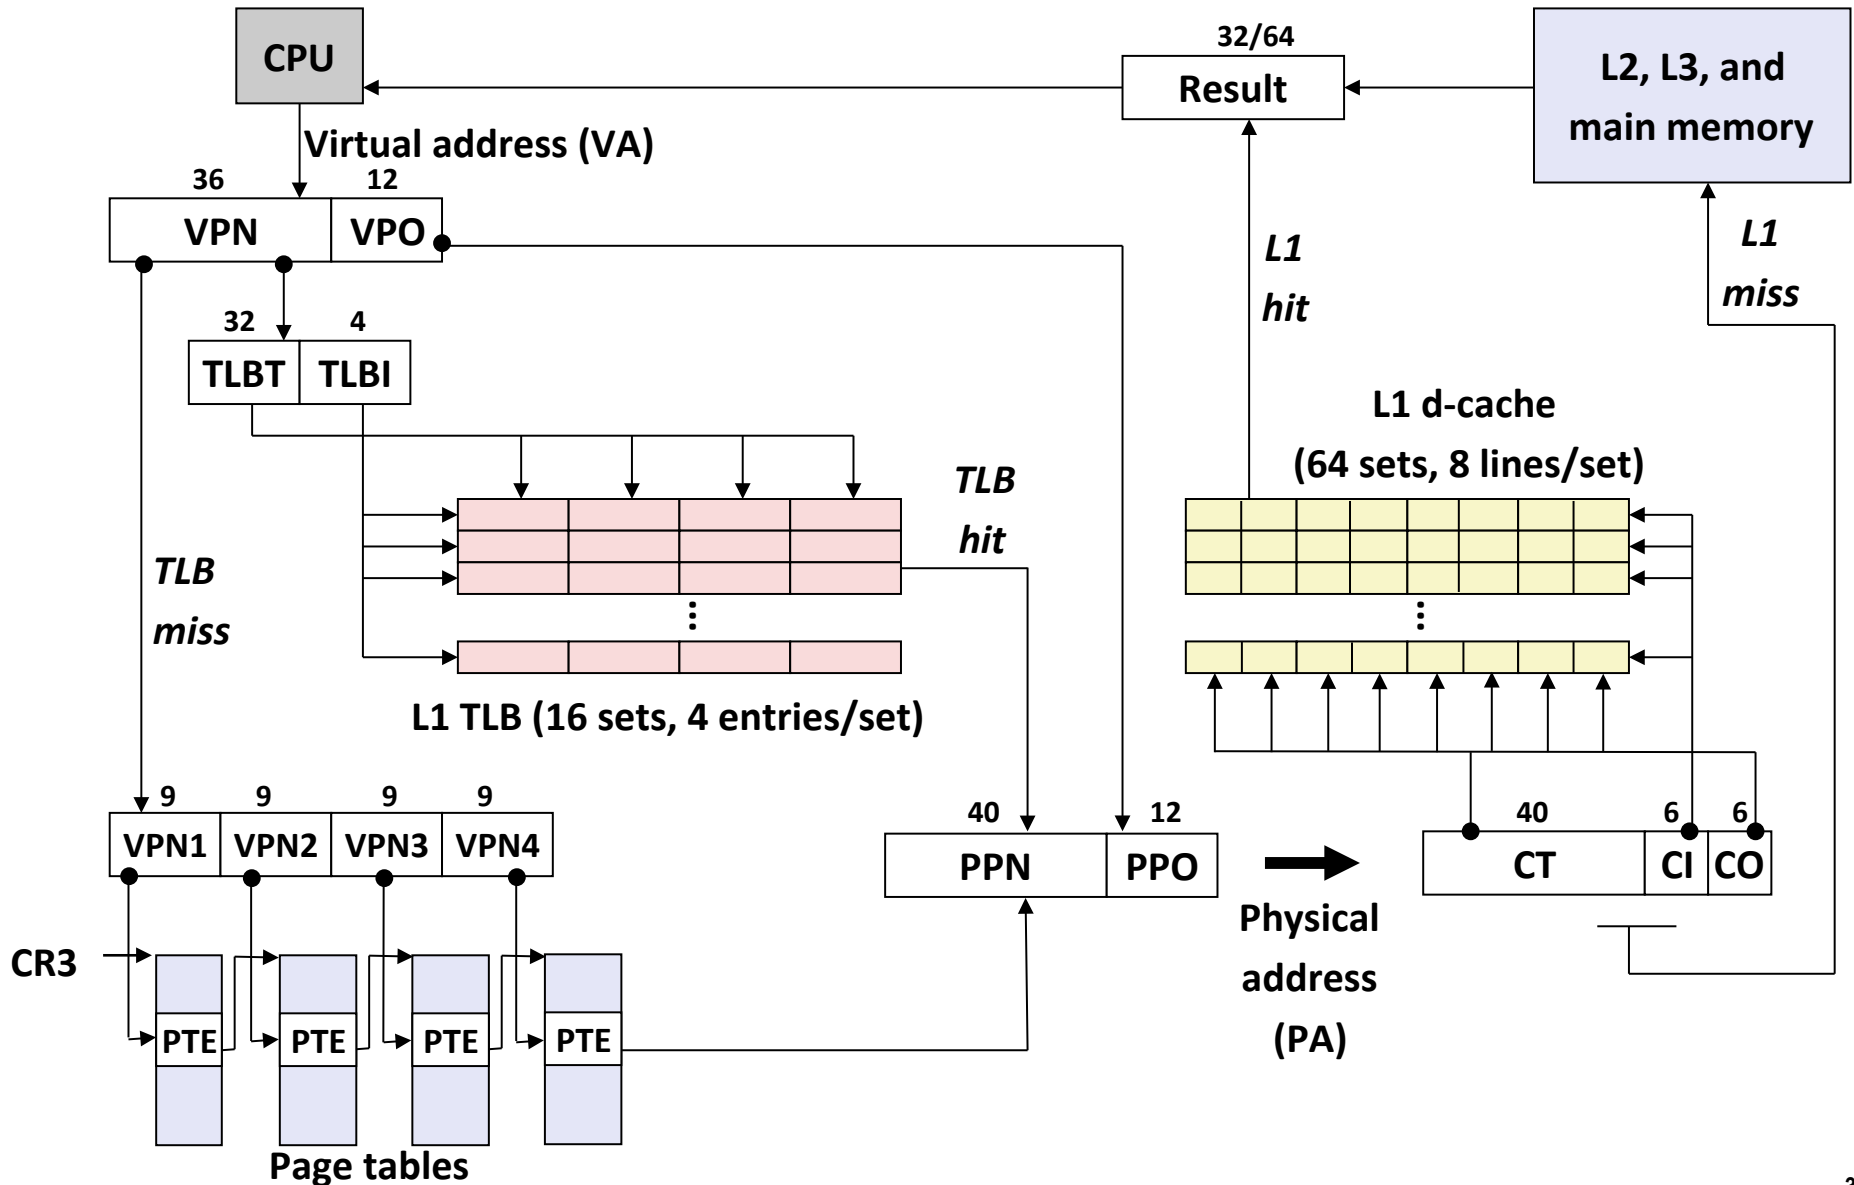 CPU
32/64
Result
L2, L3, and
main memory
Virtual address (VA)
36
12
VPN
VPO
L1
hit
L1
miss
32
4
TLBT
TLBI
L1 d-cache
(64 sets, 8 lines/set)
TLB
hit
TLB
miss
...
...
L1 TLB (16 sets, 4 entries/set)
9
9
9
9
VPN1
VPN2
VPN3
VPN4
40
12
PPN
PPO
40
6
6
CT
CI
CO
Physical
address
(PA)
CR3
PTE
PTE
PTE
PTE
Page tables